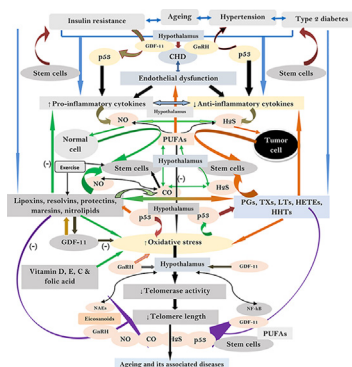 Insulin resistance
Ageing
Hypertension
Type 2 diabetes
Hypothalamus
GDF-11
GnRH
p53
CHD
p53
Stem cells
Stem cells
Endothelial dysfunction
↑Pro-inflammatory cytokines
↓Anti-inflammatory cytokines
Hypothalamus
NO
H2S
PUFAs
Normal
cell
Tumor
cell
Hypothalamus
(-)
Exercise
Stem cells
Stem cells
NO
CO
(-)
H2S
Lipoxins, resolvins, protectins,
maresins, nitrolipids
Hypothalamus
PGs, TXs, LTs, HETEs,
HHTs
p53
p53
(-)
(-)
GDF-11
↑Oxidative stress
Vitamin D, E, C &
folic acid
GnRH
Hypothalamus
GDF-11
↓Telomerase activity
NAEs
NF-kB
↓Telomere length
Eicosanoids
GDF-11
GnRH
NO
CO
H2S
p53
PUFAs
Stem cells
Ageing and its associated diseases